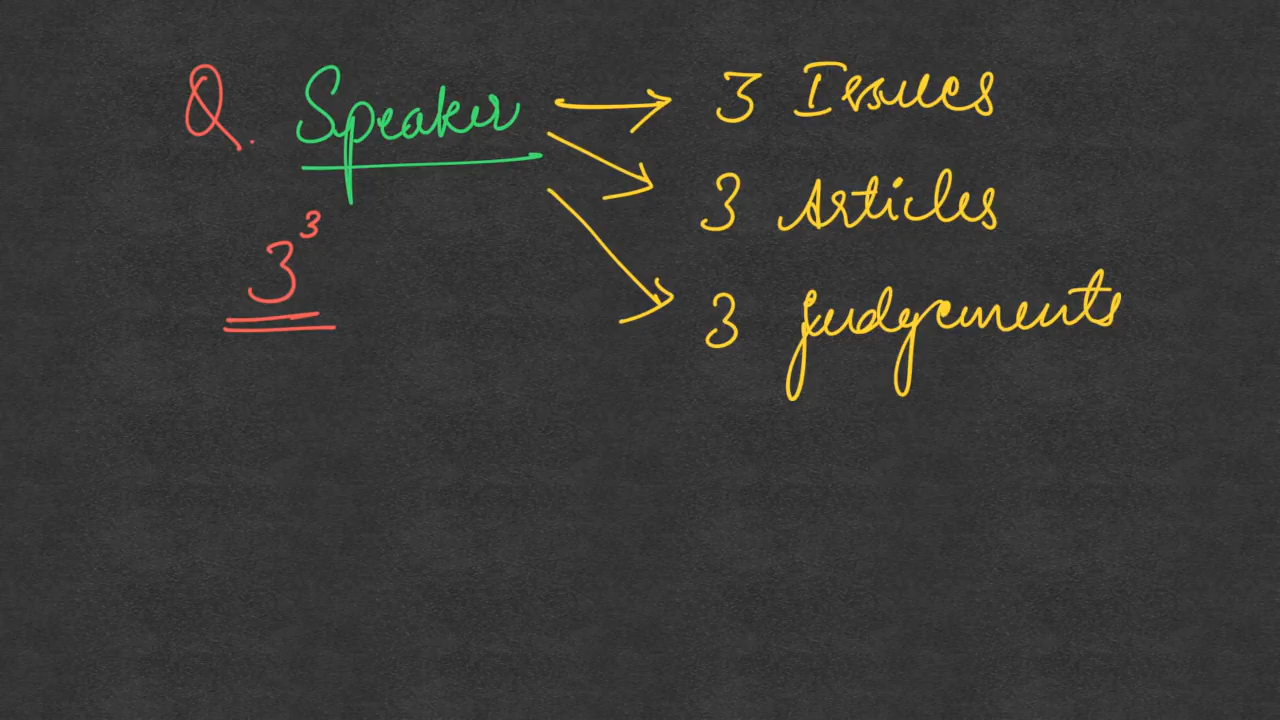 Q. Speaker → 3 Issues
3 Articles
3³
3 judgements